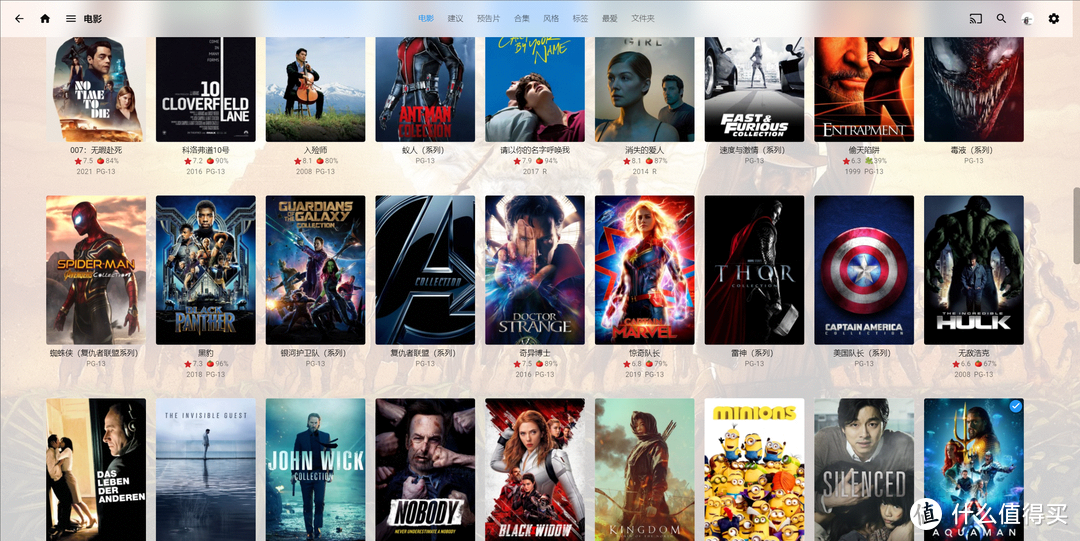 电影
电影 建议 预告片 合集 风格 标签 最爱 文件夹
NO TIME TO DIE
10 CLOVERFIELD LANE
ANT-MAN COLLECTION
CALL ME BY YOUR NAME
GIRL
FAST & FURIOUS COLLECTION
ENTRAPMENT
007：无暇赴死
7.5 84%
2021 PG-13
科洛弗道10号
7.2 90%
2016 PG-13
入殓师
8.1 80%
2008 PG-13
蚁人（系列）
PG-13
请以你的名字呼唤我
7.9 94%
2017 R
消失的爱人
8.1 87%
2014 R
速度与激情（系列）
PG-13
偷天陷阱
6.3 39%
1999 PG-13
毒液（系列）
PG-13
SPIDER-MAN
AVENGERS Collection
BLACK PANTHER
GUARDIANS OF THE GALAXY
COLLECTION
A
COLLECTION
DOCTOR STRANGE
CAPTAIN MARVEL
THOR
COLLECTION
CAPTAIN AMERICA
COLLECTION
THE INCREDIBLE
HULK
蜘蛛侠（复仇者联盟系列）
PG-13
黑豹
7.3 96%
2018 PG-13
银河护卫队（系列）
PG-13
复仇者联盟（系列）
PG-13
奇异博士
7.5 89%
2016 PG-13
惊奇队长
6.8 79%
2019 PG-13
雷神（系列）
PG-13
美国队长（系列）
PG-13
无敌浩克
6.6 67%
2008 PG-13
DAS LEBEN DER ANDEREN
THE INVISIBLE GUEST
JOHN WICK
COLLECTION
NOBODY
NEVER UNDERESTIMATE A NOBODY
BLACK WIDOW
KINGDOM
MINIONS
SILENCED
AQUAMAN
值 什么值得买